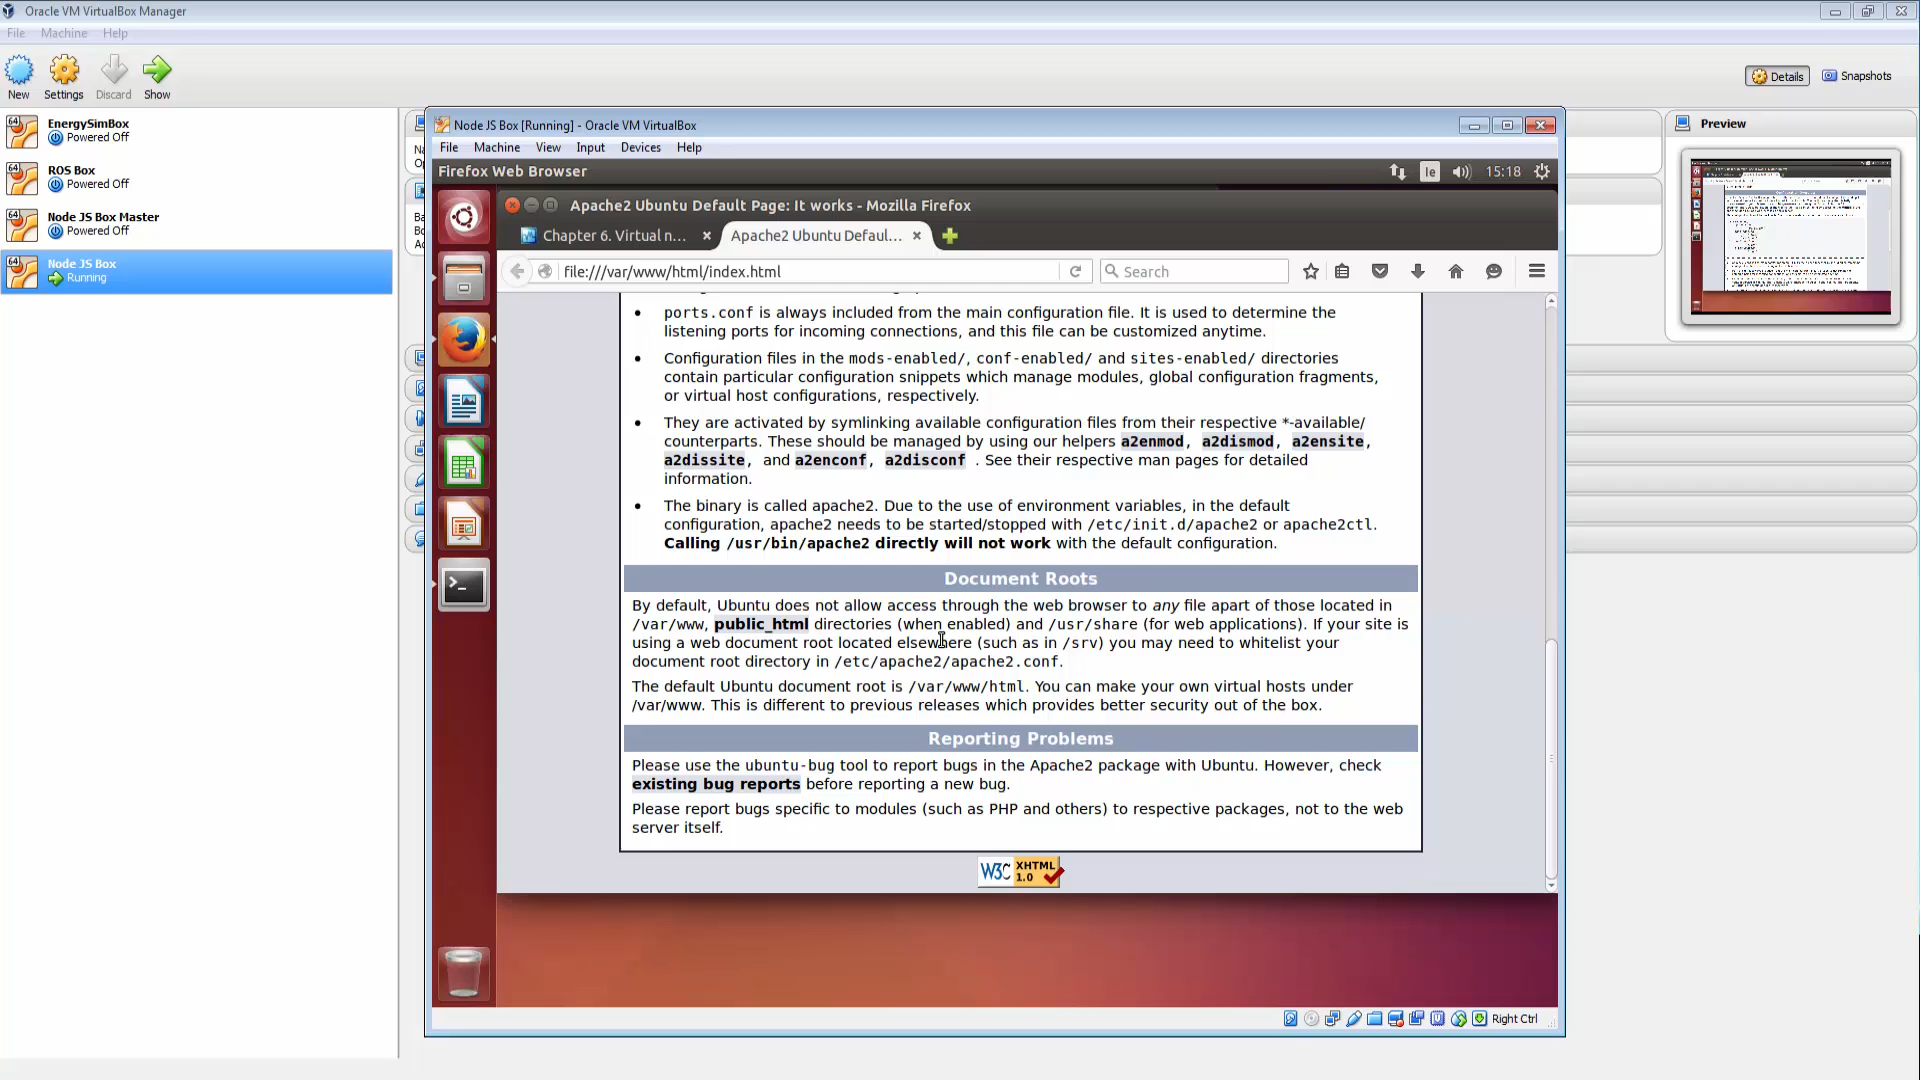 Oracle VM VirtualBox Manager
File Machine Help
New Settings Discard Show
Details Snapshots
64 EnergySimBox
Powered Off
64 ROS Box
Powered Off
64 Node JS Box Master
Powered Off
64 Node JS Box
Running
Preview
Node JS Box [Running] - Oracle VM VirtualBox
File Machine View Input Devices Help
Firefox Web Browser
Ie 15:18
Apache2 Ubuntu Default Page: It works - Mozilla Firefox
Chapter 6. Virtual n... Apache2 Ubuntu Defaul...
file:///var/www/html/index.html
Search
• ports.conf is always included from the main configuration file. It is used to determine the
listening ports for incoming connections, and this file can be customized anytime.
• Configuration files in the mods-enabled/, conf-enabled/ and sites-enabled/ directories
contain particular configuration snippets which manage modules, global configuration fragments,
or virtual host configurations, respectively.
• They are activated by symlinking available configuration files from their respective *-available/
counterparts. These should be managed by using our helpers a2enmod, a2dismod, a2ensite,
a2dissite, and a2enconf, a2disconf . See their respective man pages for detailed
information.
• The binary is called apache2. Due to the use of environment variables, in the default
configuration, apache2 needs to be started/stopped with /etc/init.d/apache2 or apache2ctl.
Calling /usr/bin/apache2 directly will not work with the default configuration.
Document Roots
By default, Ubuntu does not allow access through the web browser to any file apart of those located in
/var/www, public_html directories (when enabled) and /usr/share (for web applications). If your site is
using a web document root located elsewhere (such as in /srv) you may need to whitelist your
document root directory in /etc/apache2/apache2.conf.
The default Ubuntu document root is /var/www/html. You can make your own virtual hosts under
/var/www. This is different to previous releases which provides better security out of the box.
Reporting Problems
Please use the ubuntu-bug tool to report bugs in the Apache2 package with Ubuntu. However, check
existing bug reports before reporting a new bug.
Please report bugs specific to modules (such as PHP and others) to respective packages, not to the web
server itself.
W3C XHTML
1.0
Right Ctrl